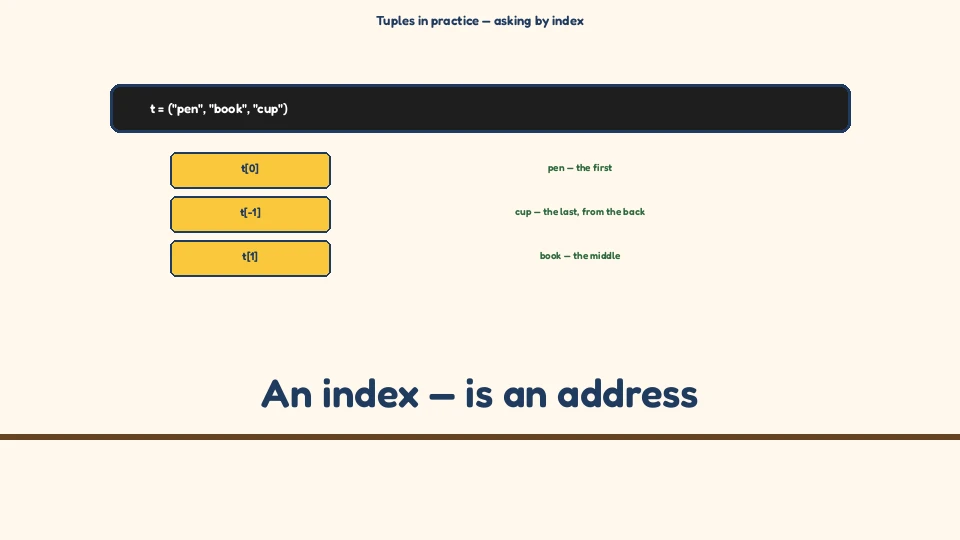 Tuples in practice — asking by index
t = ("pen", "book", "cup")
t[0]
pen — the first
t[-1]
cup — the last, from the back
t[1]
book — the middle
An index — is an address